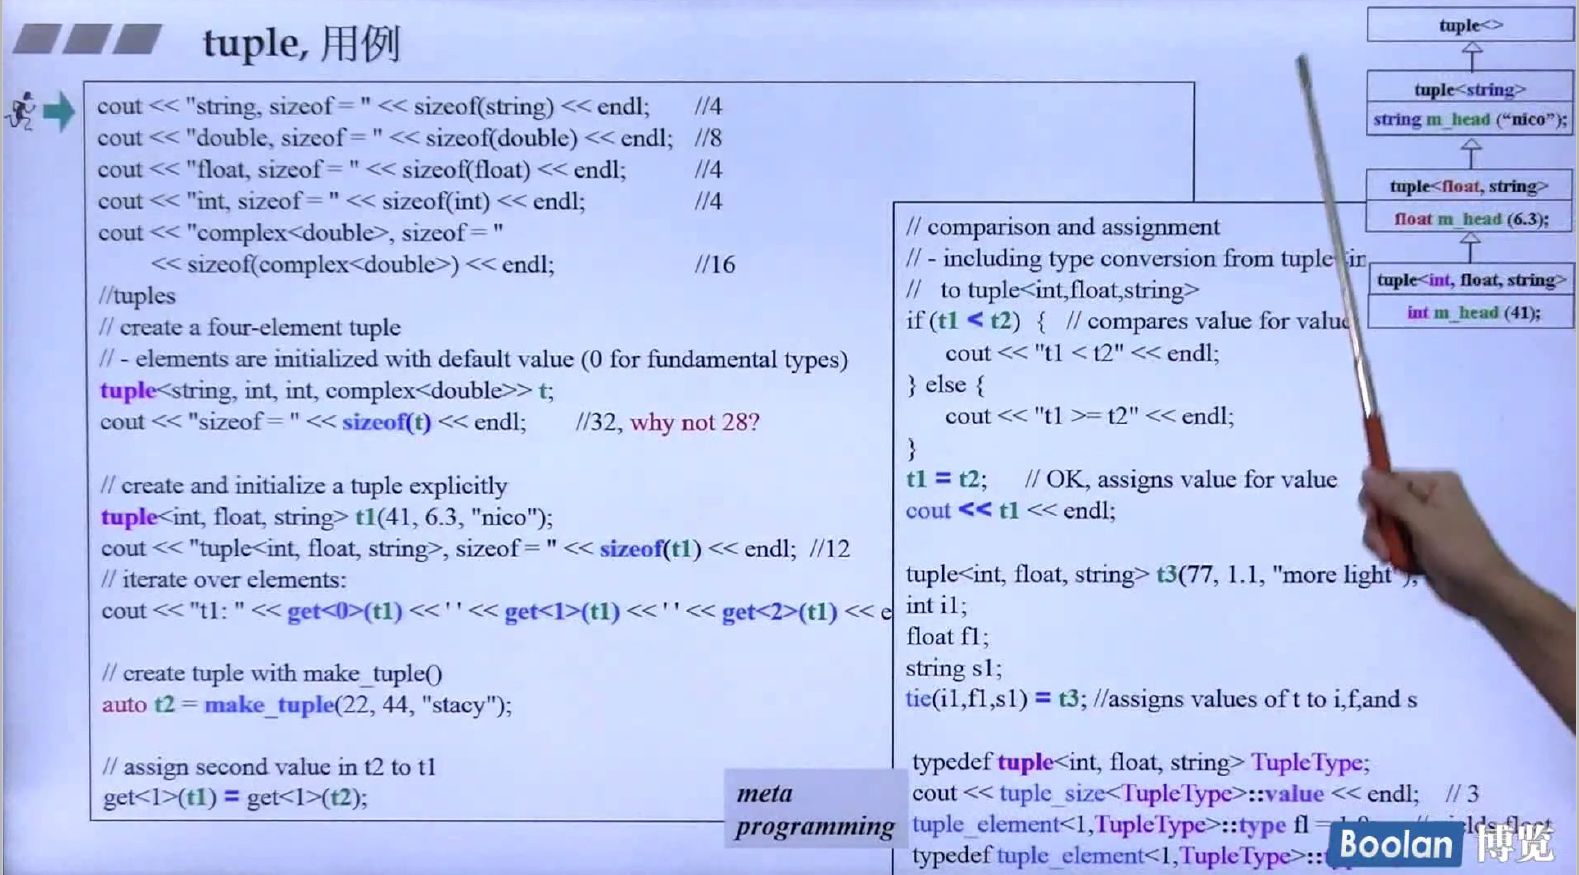 tuple, 用例
cout << "string, sizeof = " << sizeof(string) << endl; //4
cout << "double, sizeof = " << sizeof(double) << endl; //8
cout << "float, sizeof = " << sizeof(float) << endl; //4
cout << "int, sizeof = " << sizeof(int) << endl; //4
cout << "complex<double>, sizeof = "
<< sizeof(complex<double>) << endl; //16
//tuples
// create a four-element tuple
// - elements are initialized with default value (0 for fundamental types)
tuple<string, int, int, complex<double>> t;
cout << "sizeof = " << sizeof(t) << endl; //32, why not 28?
// create and initialize a tuple explicitly
tuple<int, float, string> t1(41, 6.3, "nico");
cout << "tuple<int, float, string>, sizeof = " << sizeof(t1) << endl; //12
// iterate over elements:
cout << "t1: " << get<0>(t1) << ' ' << get<1>(t1) << ' ' << get<2>(t1) << e
// create tuple with make_tuple()
auto t2 = make_tuple(22, 44, "stacy");
// assign second value in t2 to t1
get<1>(t1) = get<1>(t2);
// comparison and assignment
// - including type conversion from tuple
// to tuple<int,float,string>
if (t1 < t2) { // compares value for value
cout << "t1 < t2" << endl;
} else {
cout << "t1 >= t2" << endl;
}
t1 = t2; // OK, assigns value for value
cout << t1 << endl;
tuple<int, float, string> t3(77, 1.1, "more light");
int i1;
float f1;
string s1;
tie(i1,f1,s1) = t3; //assigns values of t to i,f,and s
typedef tuple<int, float, string> TupleType;
cout << tuple_size<TupleType>::value << endl; // 3
tuple_element<1,TupleType>::type fl =
typedef tuple_element<1,TupleType>::
meta
programming
tuple<>
tuple<string>
string m_head (“nico”);
tuple<float, string>
float m_head (6.3);
tuple<int, float, string>
int m_head (41);
Boolan 博览